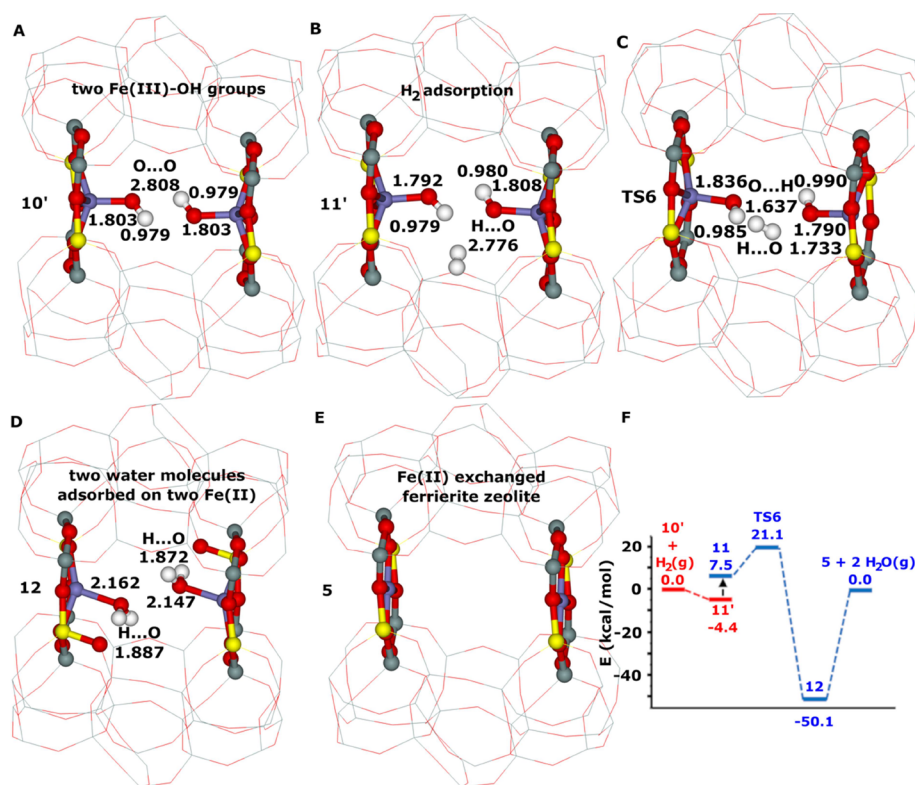 A
two Fe(III)-OH groups
10'
O...O
2.808
0.979
1.803
0.979
1.803
B
H2 adsorption
11'
1.792
0.979
0.980
1.808
H...O
2.776
C
TS6
1.836
O...H
0.990
1.637
0.985
H...O
1.790
1.733
D
two water molecules
adsorbed on two Fe(II)
12
H...O
1.872
2.162
2.147
H...O
1.887
E
Fe(II) exchanged
ferrierite zeolite
5
F
E (kcal/mol)
20
0
-20
-40
10'
+
H2(g)
0.0
11
7.5
11'
-4.4
TS6
21.1
12
-50.1
5 + 2 H2O(g)
0.0